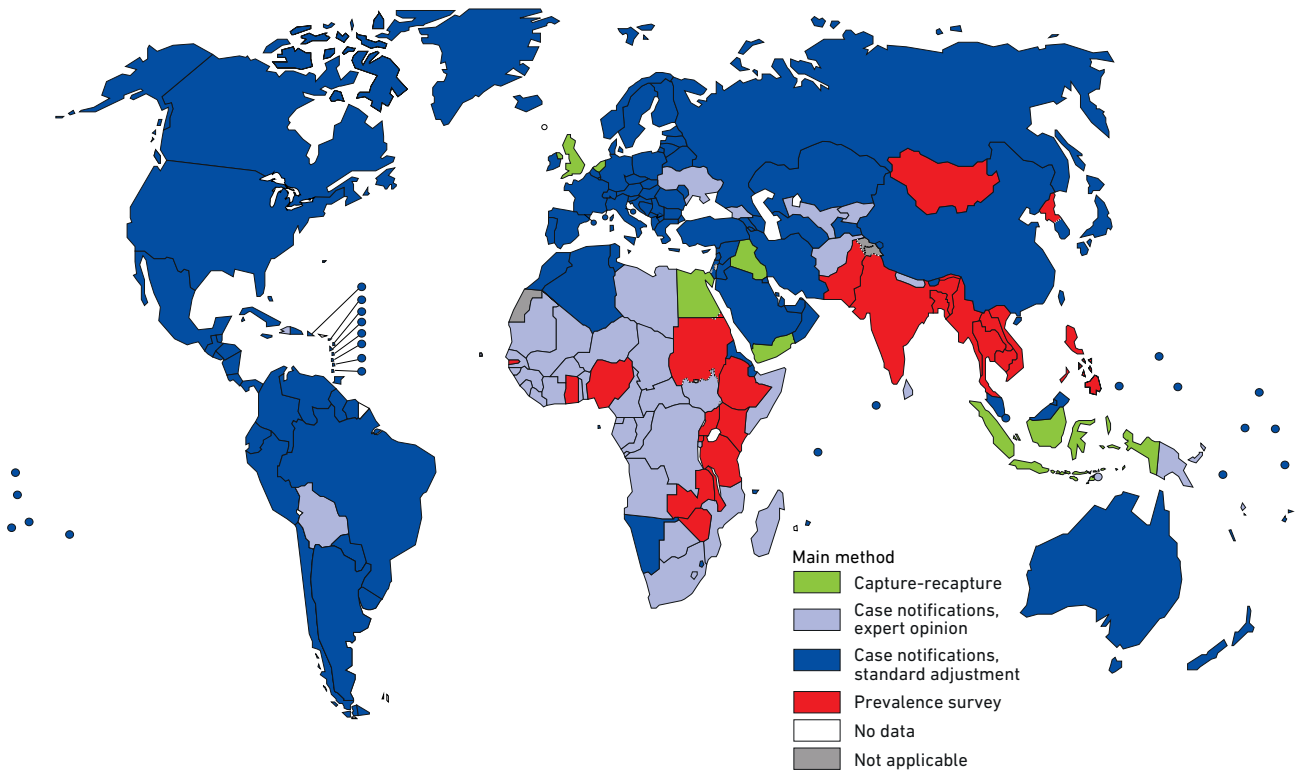 Main method
Capture-recapture
Case notifications,
expert opinion
Case notifications,
standard adjustment
Prevalence survey
No data
Not applicable